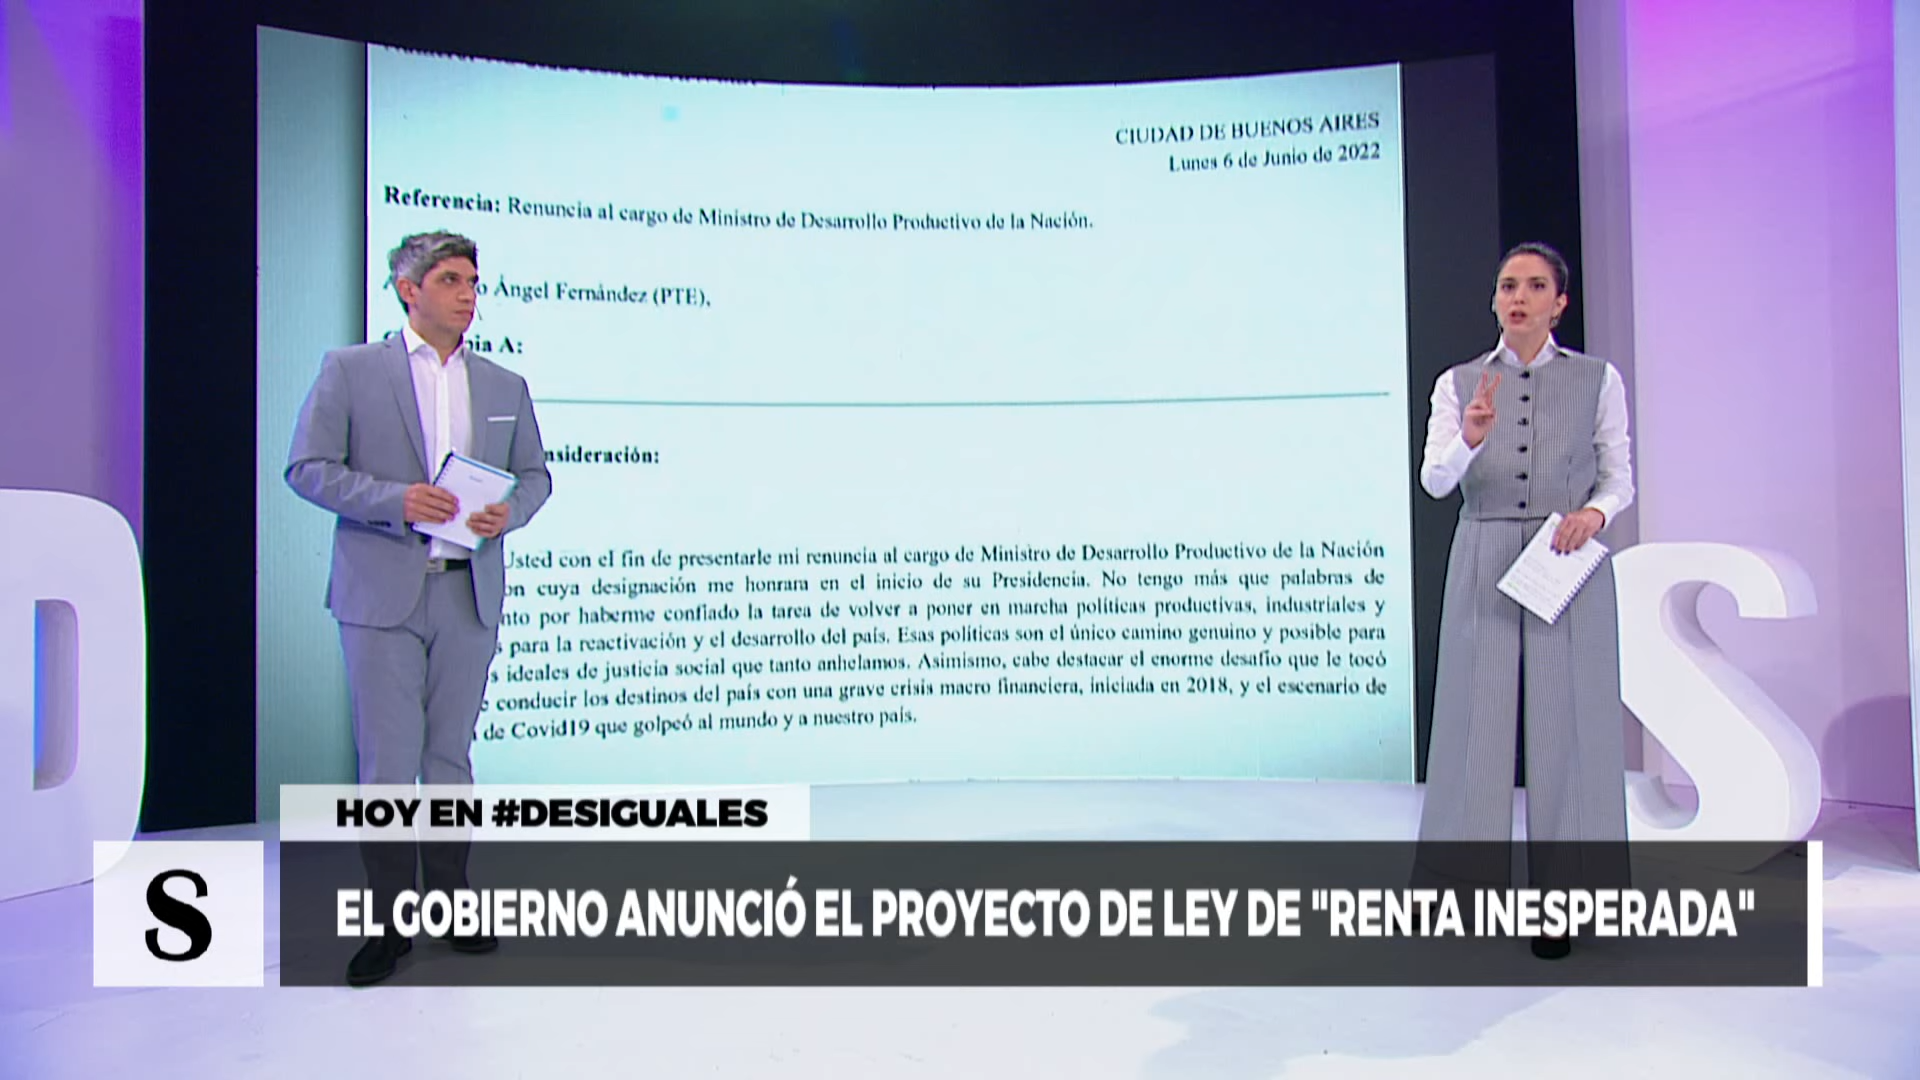 CIUDAD DE BUENOS AIRES
Lunes 6 de Junio de 2022
Referencia: Renuncia al cargo de Ministro de Desarrollo Productivo de la Nación.
Ángel Fernández (PTE),
A:
Usted con el fin de presentarle mi renuncia al cargo de Ministro de Desarrollo Productivo de la Nación
cuya designación me honrara en el inicio de su Presidencia. No tengo más que palabras de
por haberme confiado la tarea de volver a poner en marcha políticas productivas, industriales y
para la reactivación y el desarrollo del país. Esas políticas son el único camino genuino y posible para
ideales de justicia social que tanto anhelamos. Asimismo, cabe destacar el enorme desafío que le tocó
conducir los destinos del país con una grave crisis macro financiera, iniciada en 2018, y el escenario de
de Covid19 que golpeó al mundo y a nuestro país.
D
S
HOY EN #DESIGUALES
S
EL GOBIERNO ANUNCIÓ EL PROYECTO DE LEY DE "RENTA INESPERADA"